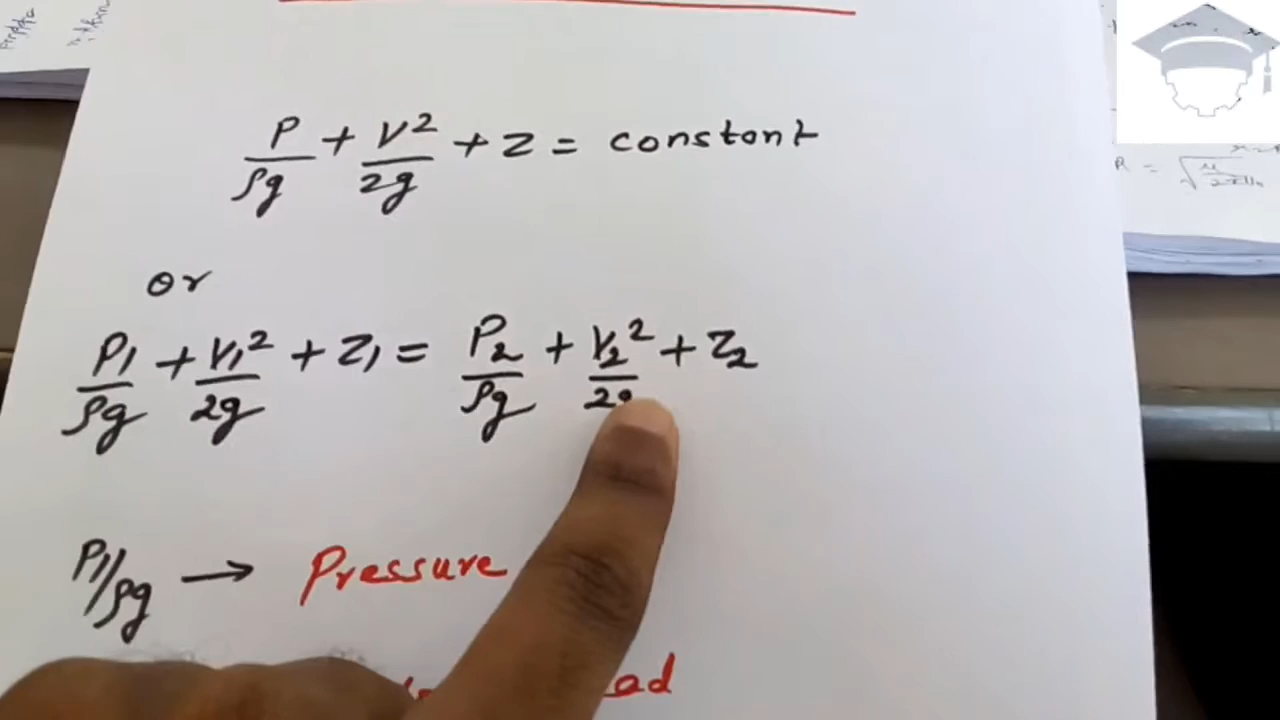 P/ρg + V²/2g + Z = constant
or
P₁/ρg + V₁²/2g + Z₁ = P₂/ρg + V₂²/2g + Z₂
P₁/ρg → Pressure